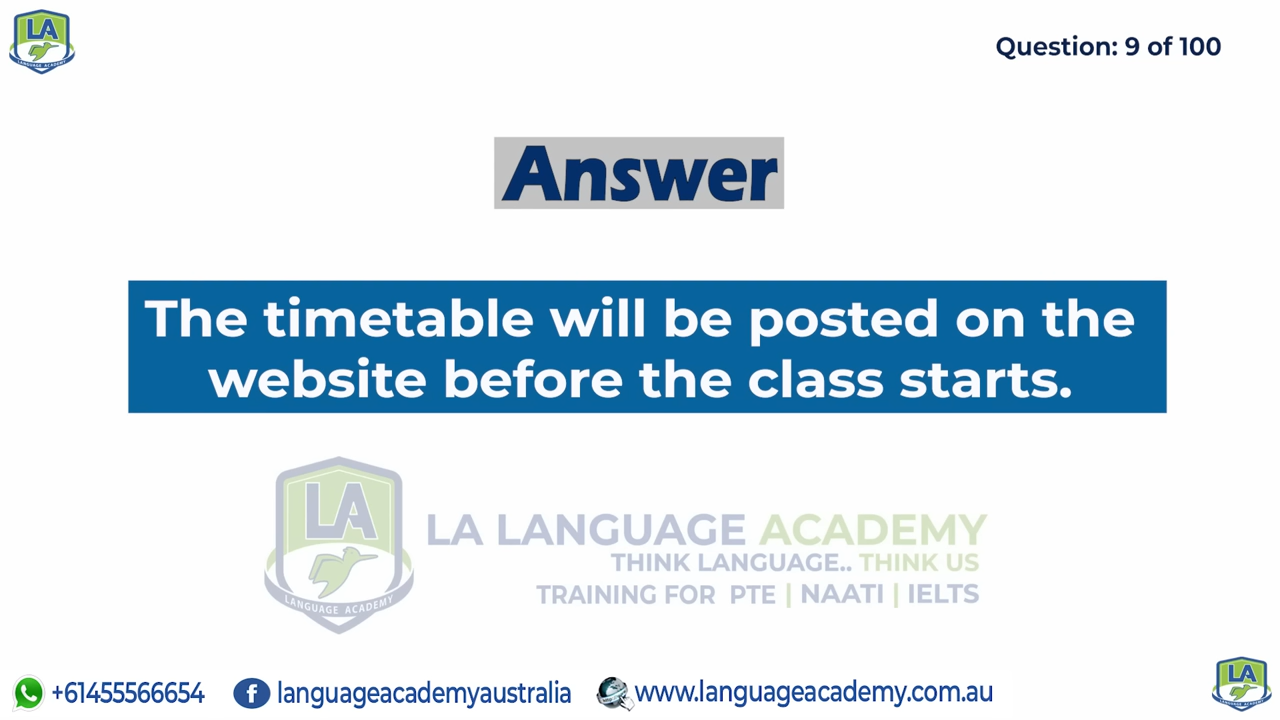 LA
LANGUAGE ACADEMY
Question: 9 of 100
Answer
The timetable will be posted on the
website before the class starts.
LA
LANGUAGE ACADEMY
LA LANGUAGE ACADEMY
THINK LANGUAGE.. THINK US
TRAINING FOR PTE | NAATI | IELTS
+61455566654 languageacademyaustralia www.languageacademy.com.au
LA
LANGUAGE ACADEMY